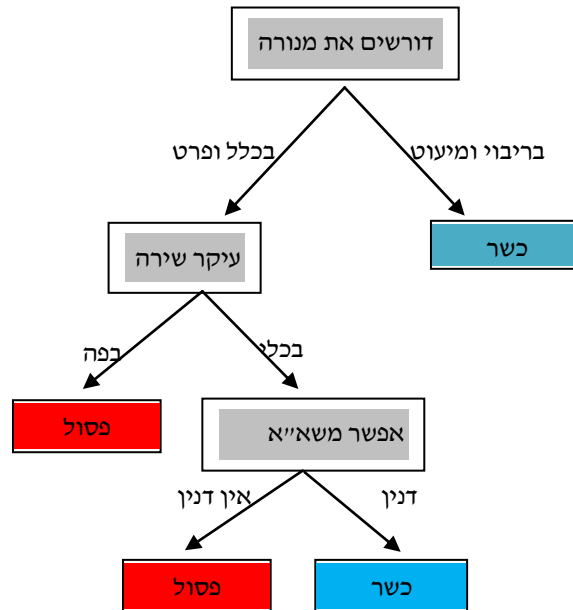 דורשים את מנורה
בריבוי ומיעוט
בכלל ופרט
כשר
עיקר שירה
בכלי
בפה
פסול
אפשר משא״א
דנין
אין דנין
כשר
פסול